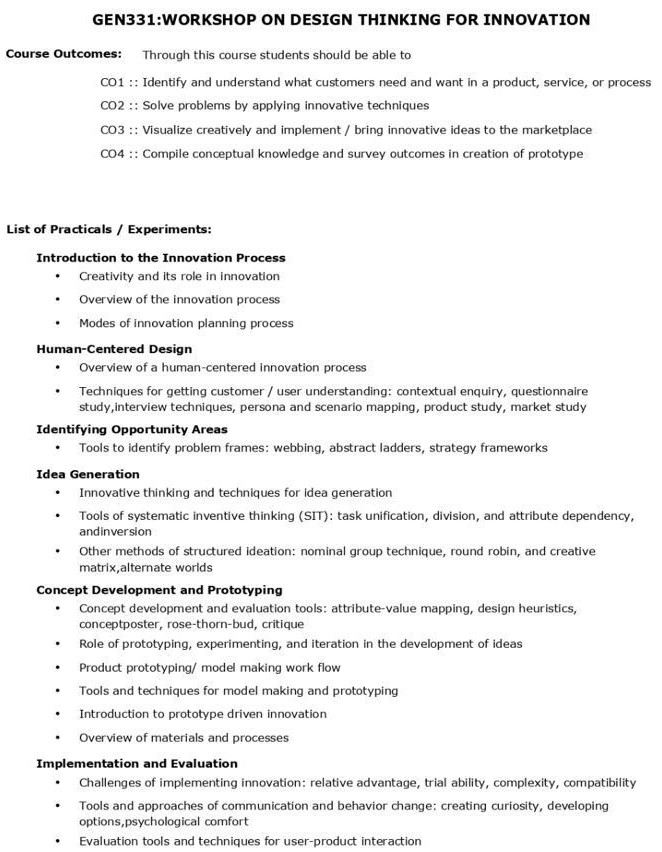 GEN331:WORKSHOP ON DESIGN THINKING FOR INNOVATION
Course Outcomes: Through this course students should be able to
CO1 :: Identify and understand what customers need and want in a product, service, or process
CO2 :: Solve problems by applying innovative techniques
CO3 :: Visualize creatively and implement / bring innovative ideas to the marketplace
CO4 :: Compile conceptual knowledge and survey outcomes in creation of prototype
List of Practicals / Experiments:
Introduction to the Innovation Process
• Creativity and its role in innovation
• Overview of the innovation process
• Modes of innovation planning process
Human-Centered Design
• Overview of a human-centered innovation process
• Techniques for getting customer / user understanding: contextual enquiry, questionnaire
study,interview techniques, persona and scenario mapping, product study, market study
Identifying Opportunity Areas
• Tools to identify problem frames: webbing, abstract ladders, strategy frameworks
Idea Generation
• Innovative thinking and techniques for idea generation
• Tools of systematic inventive thinking (SIT): task unification, division, and attribute dependency,
andinversion
• Other methods of structured ideation: nominal group technique, round robin, and creative
matrix,alternate worlds
Concept Development and Prototyping
• Concept development and evaluation tools: attribute-value mapping, design heuristics,
conceptposter, rose-thorn-bud, critique
• Role of prototyping, experimenting, and iteration in the development of ideas
• Product prototyping/ model making work flow
• Tools and techniques for model making and prototyping
• Introduction to prototype driven innovation
• Overview of materials and processes
Implementation and Evaluation
• Challenges of implementing innovation: relative advantage, trial ability, complexity, compatibility
• Tools and approaches of communication and behavior change: creating curiosity, developing
options,psychological comfort
• Evaluation tools and techniques for user-product interaction